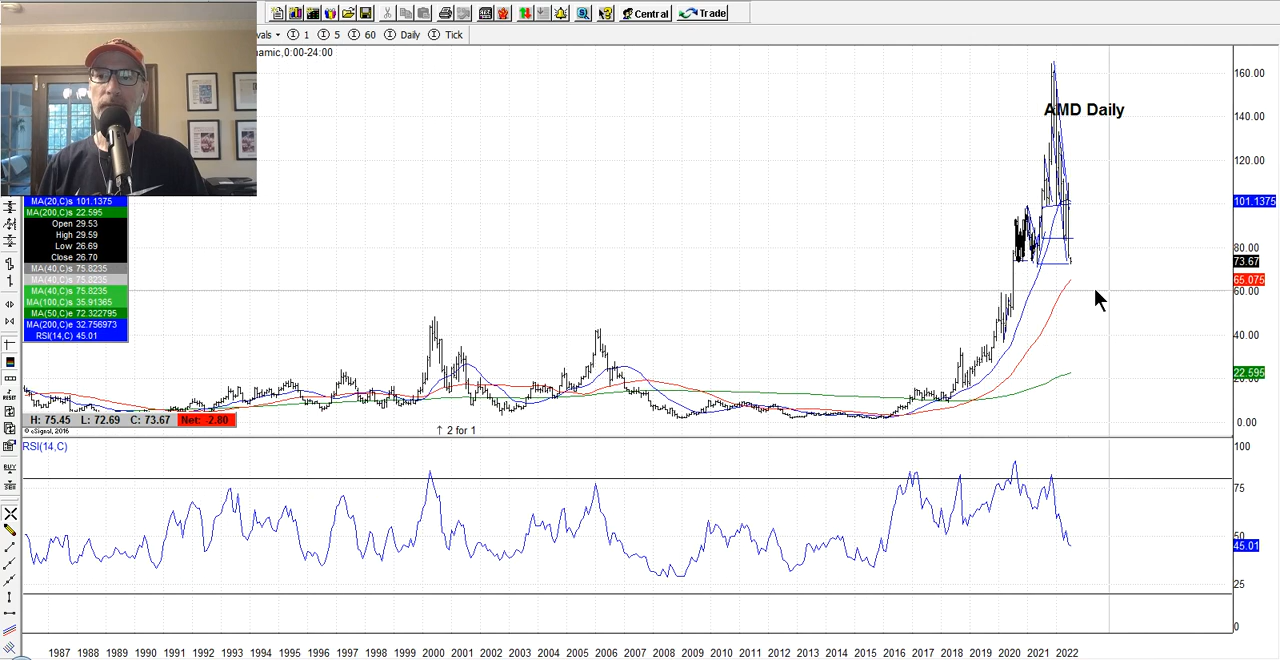 Central Trade
vals 1 5 60 Daily Tick
namic,0:00-24:00
AMD Daily
160.00
140.00
120.00
101.1375
80.00
73.67
65.075
60.00
40.00
22.595
20.00
0.00
MA(20,C)s 101.1375
MA(200,C)s 22.595
Open 29.53
High 29.59
Low 26.69
Close 26.70
MA(40,C)s 75.8235
MA(40,C)s 75.8235
MA(40,C)s 75.8235
MA(100,C)s 35.91365
MA(50,C)e 72.322795
MA(200,C)e 32.756973
RSI(14,C) 45.01
H: 75.45 L: 72.69 C: 73.67 Net: -2.80
© eSignal, 2016
↑ 2 for 1
RSI(14,C)
100
75
50
45.01
25
0
RESET
BUY
1987 1988 1989 1990 1991 1992 1993 1994 1995 1996 1997 1998 1999 2000 2001 2002 2003 2004 2005 2006 2007 2008 2009 2010 2011 2012 2013 2014 2015 2016 2017 2018 2019 2020 2021 2022